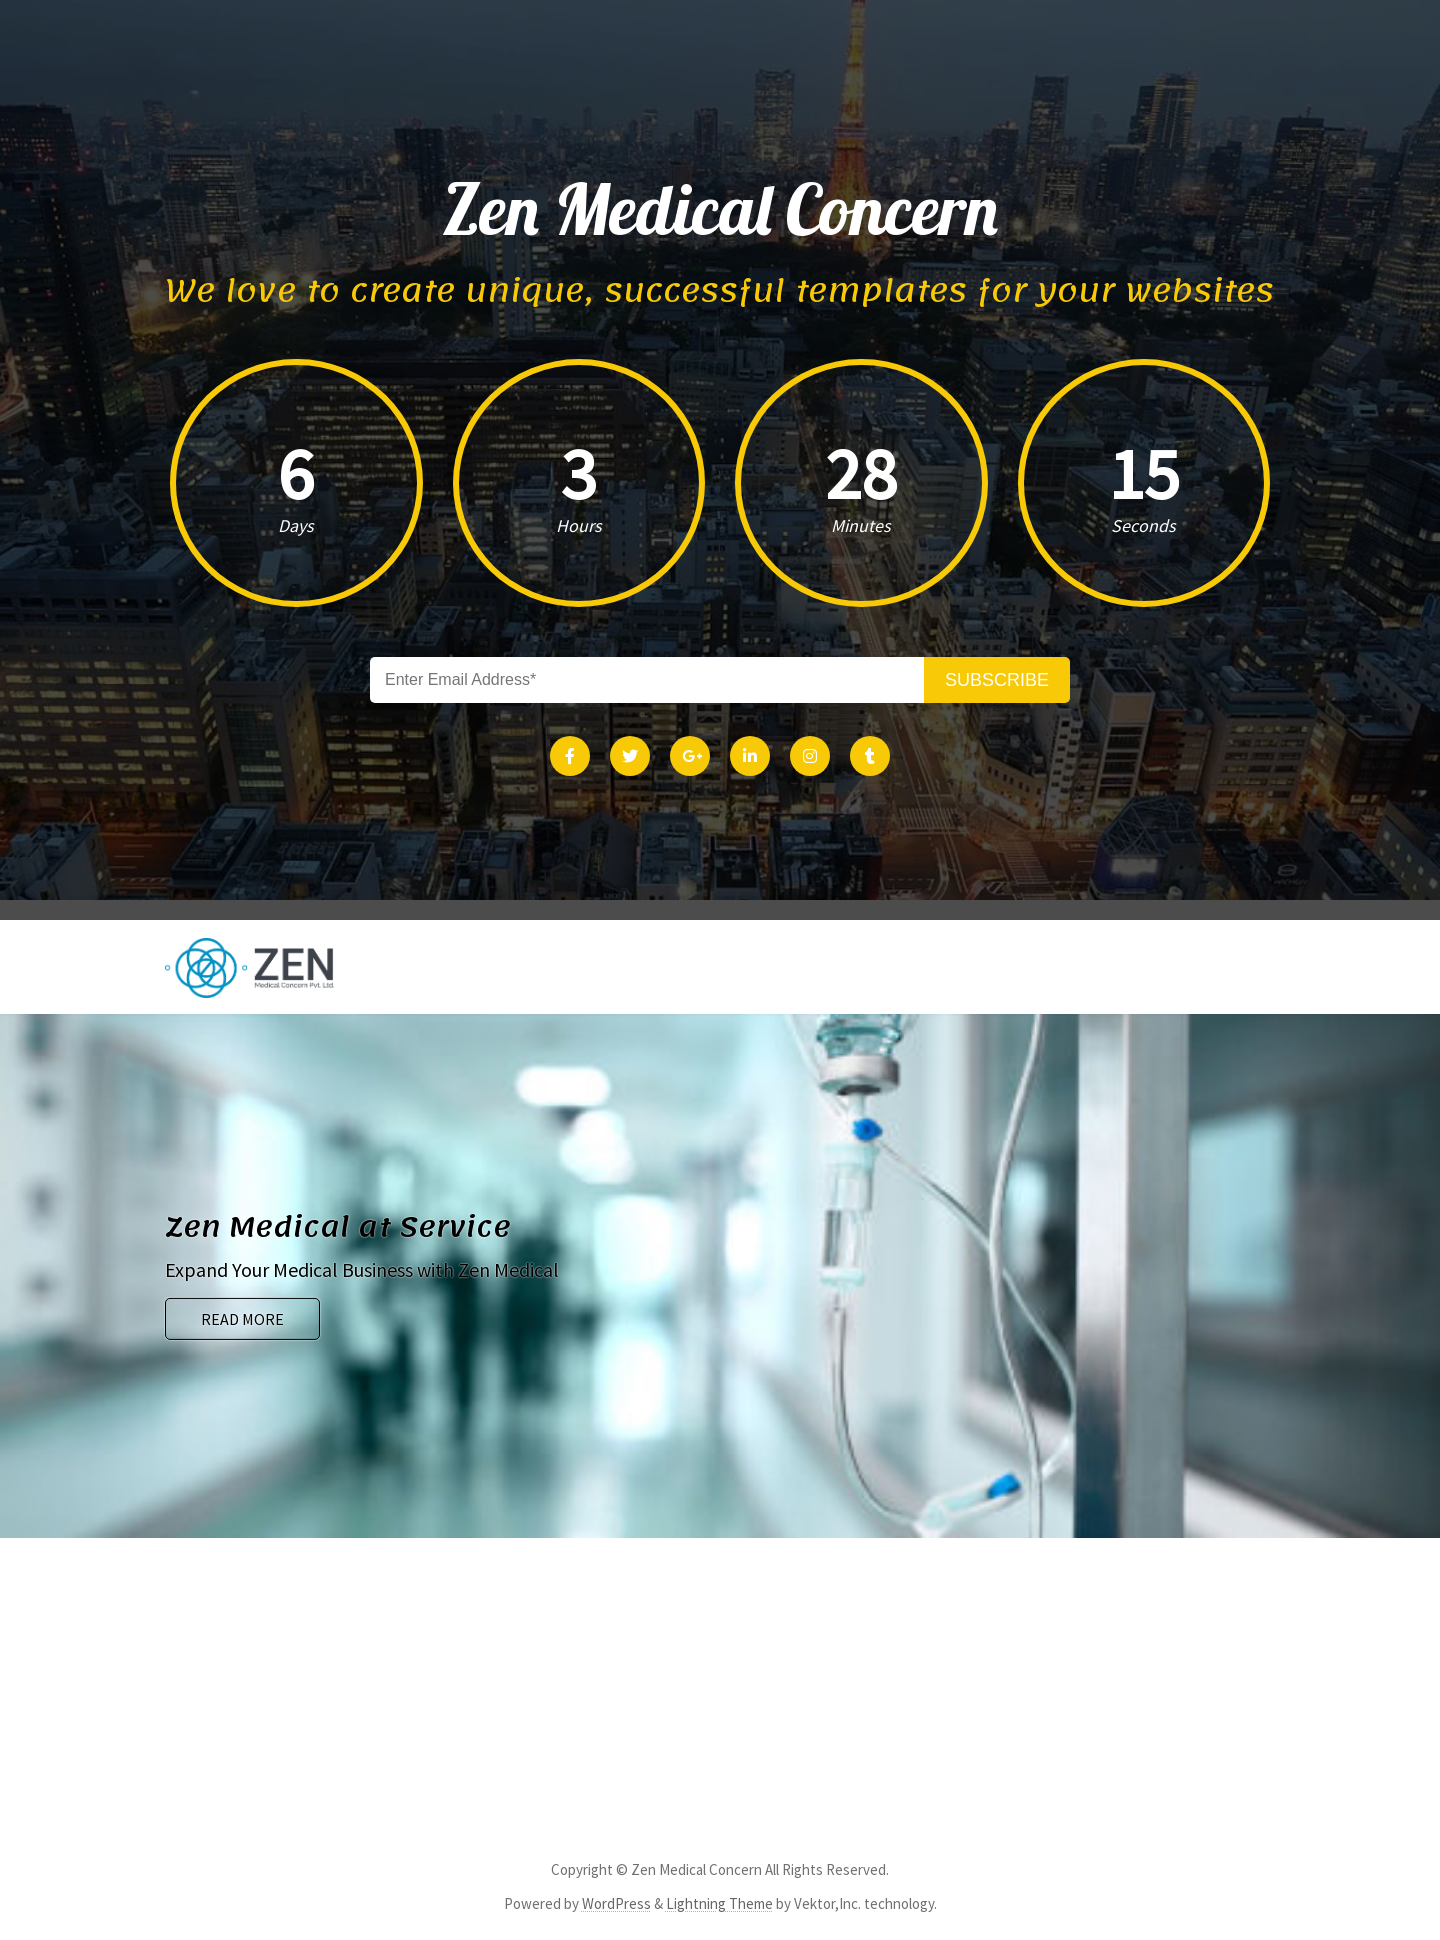 Zen Medical Concern
We love to create unique, successful templates for your websites
6
Days
3
Hours
28
Minutes
15
Seconds
Enter Email Address*
SUBSCRIBE
ZEN
Medical Concern Pvt. Ltd.
Zen Medical at Service
Expand Your Medical Business with Zen Medical
READ MORE
Copyright © Zen Medical Concern All Rights Reserved.
Powered by WordPress & Lightning Theme by Vektor,Inc. technology.